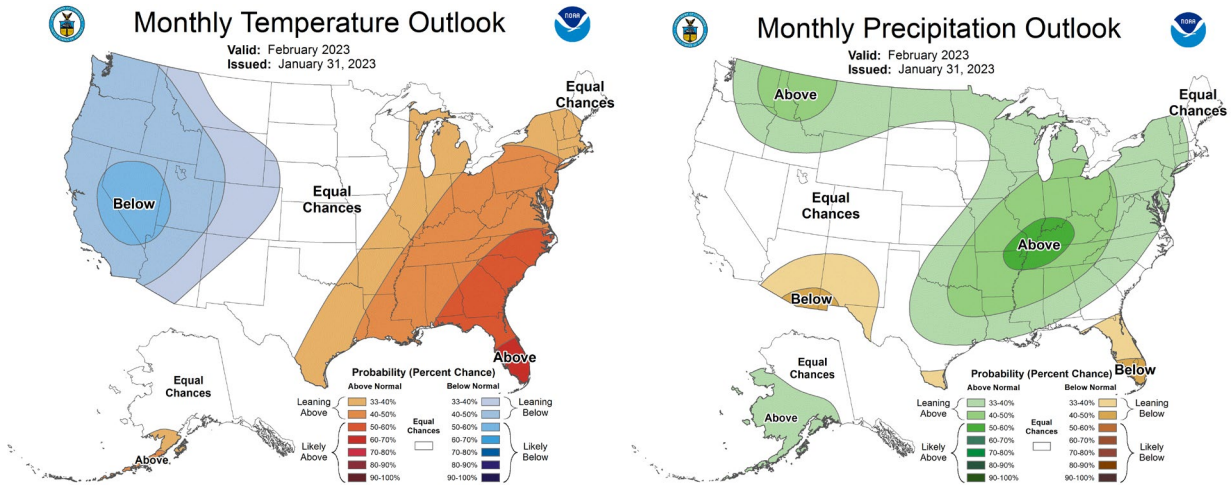 Monthly Temperature Outlook
Valid: February 2023
Issued: January 31, 2023
NOAA
Equal
Chances
Equal
Chances
Below
Above
Equal
Chances
Above
Probability (Percent Chance)
Above Normal
Below Normal
Leaning
Above
33-40%
40-50%
Likely
Above
50-60%
60-70%
70-80%
80-90%
90-100%
Equal
Chances
33-40%
40-50%
Leaning
Below
50-60%
60-70%
70-80%
80-90%
90-100%
Likely
Below
Monthly Precipitation Outlook
Valid: February 2023
Issued: January 31, 2023
NOAA
Above
Equal
Chances
Equal
Chances
Above
Below
Below
Equal
Chances
Above
Probability (Percent Chance)
Above Normal
Below Normal
Leaning
Above
33-40%
40-50%
Likely
Above
50-60%
60-70%
70-80%
80-90%
90-100%
Equal
Chances
33-40%
40-50%
Leaning
Below
50-60%
60-70%
70-80%
80-90%
90-100%
Likely
Below